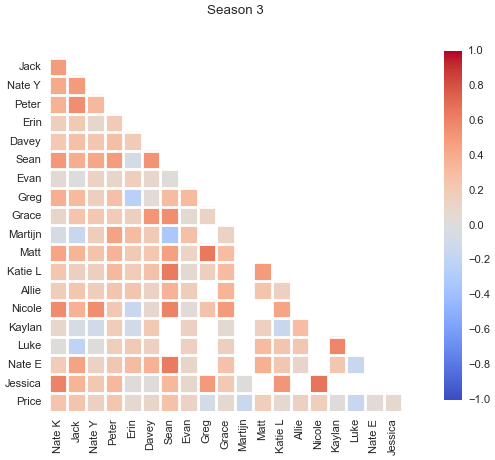 Season 3
Jack
Nate Y
Peter
Erin
Davey
Sean
Evan
Greg
Grace
Martijn
Matt
Katie L
Allie
Nicole
Kaylan
Luke
Nate E
Jessica
Price
Nate K
Jack
Nate Y
Peter
Erin
Davey
Sean
Evan
Greg
Grace
Martijn
Matt
Katie L
Allie
Nicole
Kaylan
Luke
Nate E
Jessica
1.0
0.8
0.6
0.4
0.2
0.0
−0.2
−0.4
−0.6
−0.8
−1.0